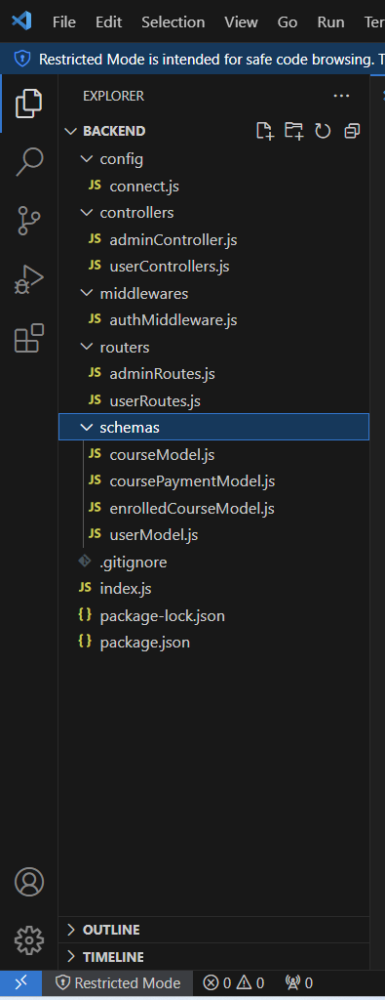 File Edit Selection View Go Run Ter
Restricted Mode is intended for safe code browsing. T
EXPLORER ...
BACKEND
config
JS connect.js
controllers
JS adminController.js
JS userControllers.js
middlewares
JS authMiddleware.js
routers
JS adminRoutes.js
JS userRoutes.js
schemas
JS courseModel.js
JS coursePaymentModel.js
JS enrolledCourseModel.js
JS userModel.js
.gitignore
JS index.js
{} package-lock.json
{} package.json
OUTLINE
TIMELINE
Restricted Mode 0 0 0